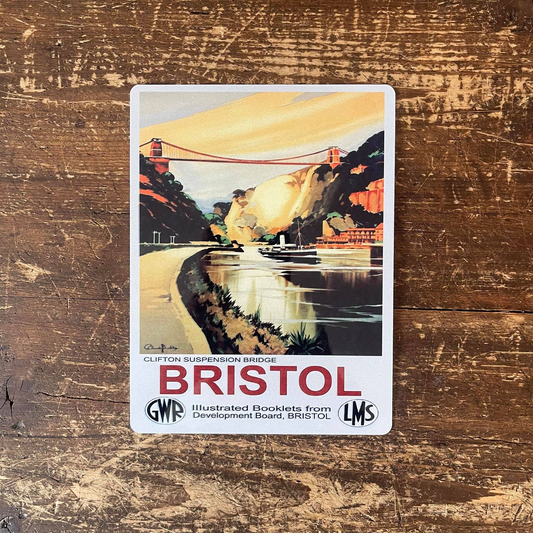 CLIFTON SUSPENSION BRIDGE
BRISTOL
GWR
Illustrated Booklets from
Development Board, BRISTOL
LMS